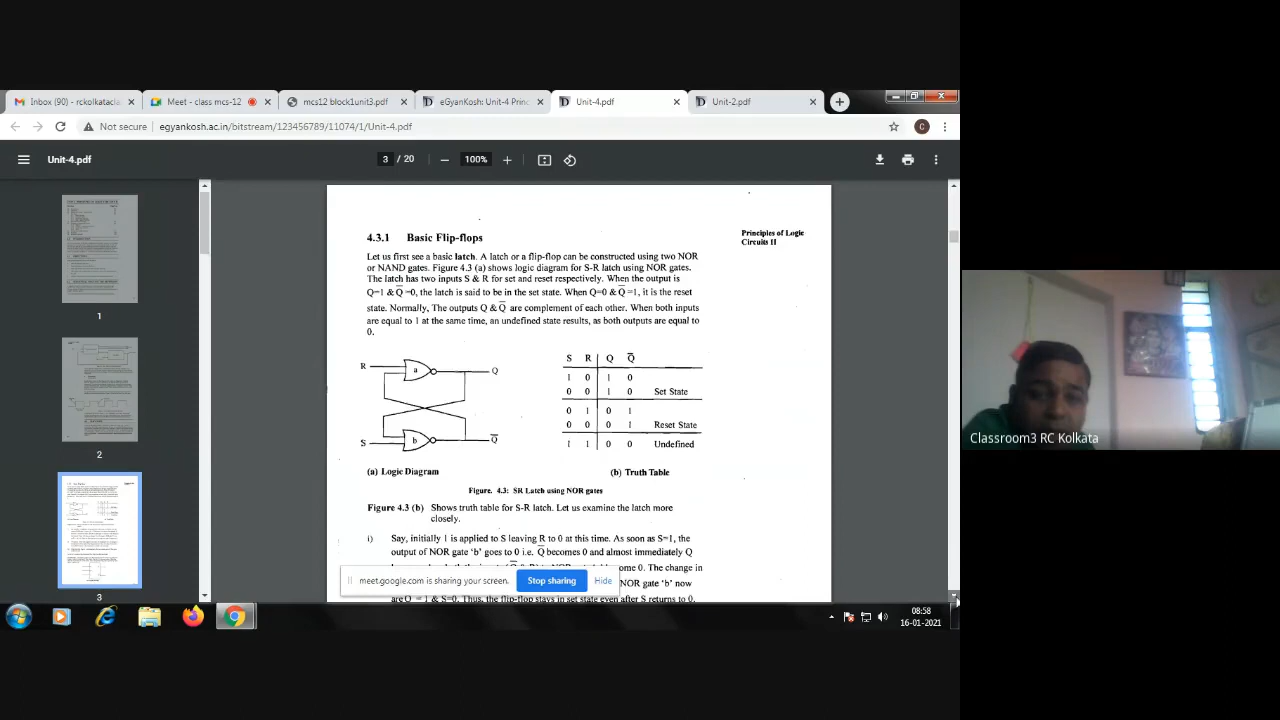 Inbox (90) - rckolkatacla
Meet - class mcs-12
mcs12 block1unit3.pdf
eGyanKosh: Unit-4 Princ
Unit-4.pdf
Unit-2.pdf
Not secure | egyankosh.ac.in/bitstream/123456789/11074/1/Unit-4.pdf
C
Unit-4.pdf
3 / 20
100%
1
2
3
4.3.1 Basic Flip-flops
Principles of Logic
Circuits II
Let us first see a basic latch. A latch or a flip-flop can be constructed using two NOR
or NAND gates. Figure 4.3 (a) shows logic diagram for S-R latch using NOR gates.
The latch has two inputs S & R for set and reset respectively. When the output is
Q=1 & Q̅ =0, the latch is said to be in the set state. When Q=0 & Q̅ =1, it is the reset
state. Normally, The outputs Q & Q̅ are complement of each other. When both inputs
are equal to 1 at the same time, an undefined state results, as both outputs are equal to
0.
R a Q
S b Q̅
S R Q Q̅
1 0 1 0
0 0 1 0 Set State
0 1 0 1
0 0 0 1 Reset State
1 1 0 0 Undefined
(a) Logic Diagram
(b) Truth Table
Figure. 4.3: SR Latch using NOR gates
Figure 4.3 (b) Shows truth table for S-R latch. Let us examine the latch more
closely.
i) Say, initially 1 is applied to S leaving R to 0 at this time. As soon as S=1, the
output of NOR gate 'b' goes to 0 i.e. Q̅ becomes 0 and almost immediately Q
come 0. The change in
NOR gate 'b' now
are Q = 1 & S=0. Thus, the flip-flop stays in set state even after S returns to 0.
meet.google.com is sharing your screen.
Stop sharing
Hide
08:58
16-01-2021
Classroom3 RC Kolkata